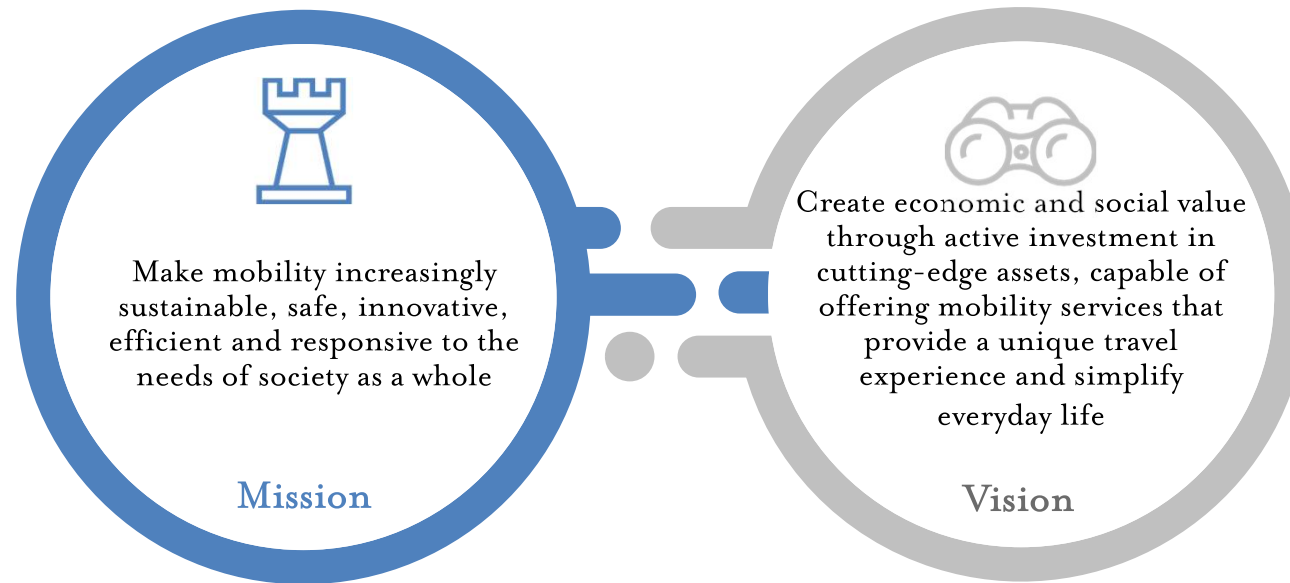 Make mobility increasingly
sustainable, safe, innovative,
efficient and responsive to the
needs of society as a whole
Mission
Create economic and social value
through active investment in
cutting-edge assets, capable of
offering mobility services that
provide a unique travel
experience and simplify
everyday life
Vision